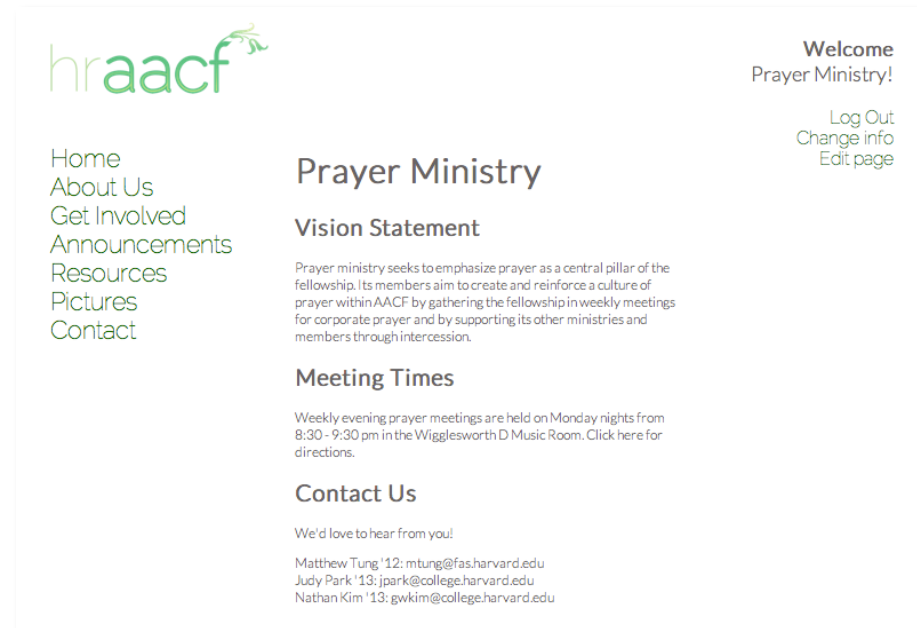 hraacf
Welcome
Prayer Ministry!
Log Out
Change info
Edit page
Home
About Us
Get Involved
Announcements
Resources
Pictures
Contact
Prayer Ministry
Vision Statement
Prayer ministry seeks to emphasize prayer as a central pillar of the
fellowship. Its members aim to create and reinforce a culture of
prayer within AACF by gathering the fellowship in weekly meetings
for corporate prayer and by supporting its other ministries and
members through intercession.
Meeting Times
Weekly evening prayer meetings are held on Monday nights from
8:30 - 9:30 pm in the Wigglesworth D Music Room. Click here for
directions.
Contact Us
We'd love to hear from you!
Matthew Tung '12: mtung@fas.harvard.edu
Judy Park '13: jpark@college.harvard.edu
Nathan Kim '13: gwkim@college.harvard.edu